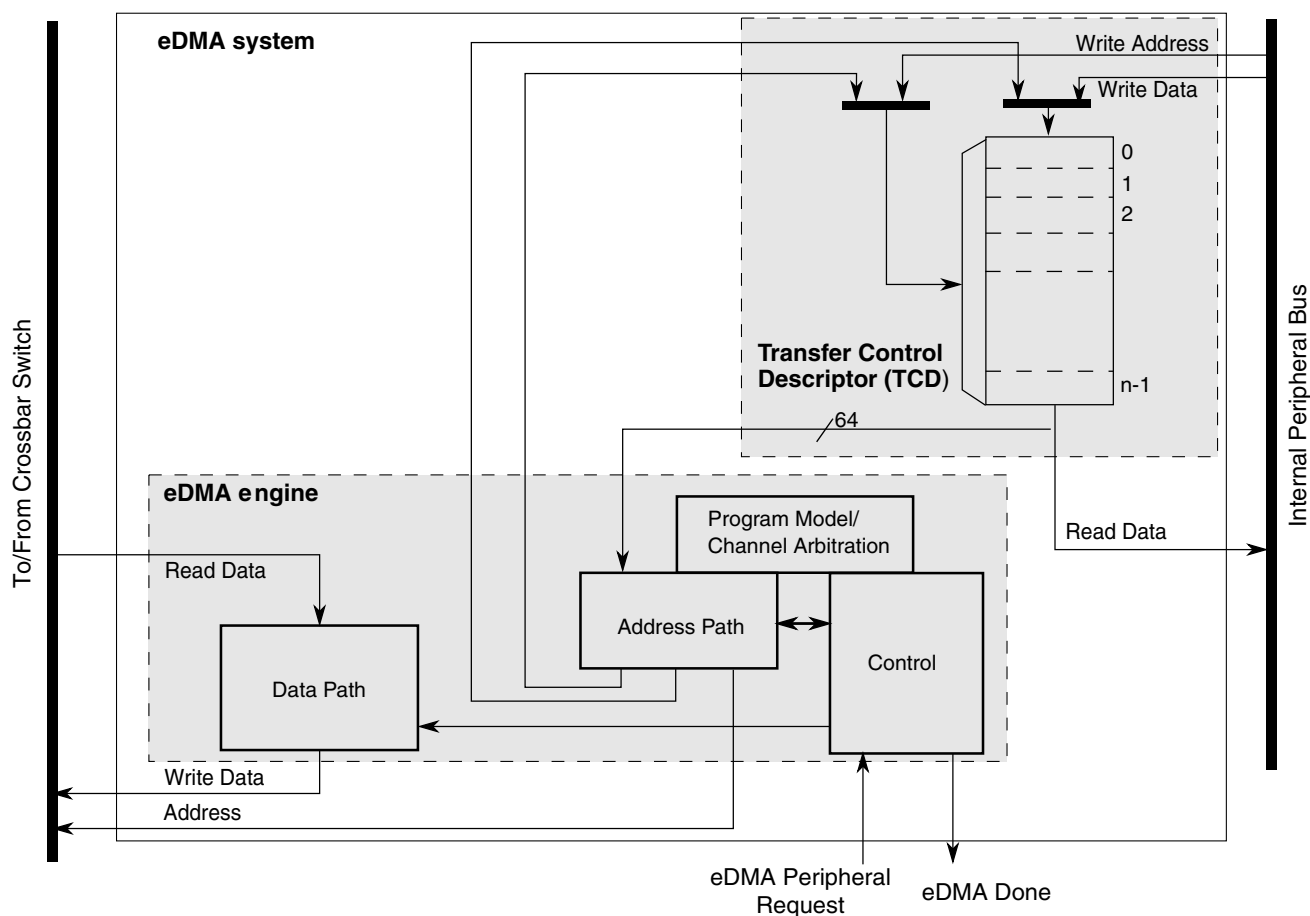 eDMA system
Write Address
Write Data
0
1
2
n-1
Transfer Control
Descriptor (TCD)
64
To/From Crossbar Switch
Internal Peripheral Bus
eDMA engine
Program Model/
Channel Arbitration
Read Data
Read Data
Address Path
Control
Data Path
Write Data
Address
eDMA Peripheral
Request
eDMA Done